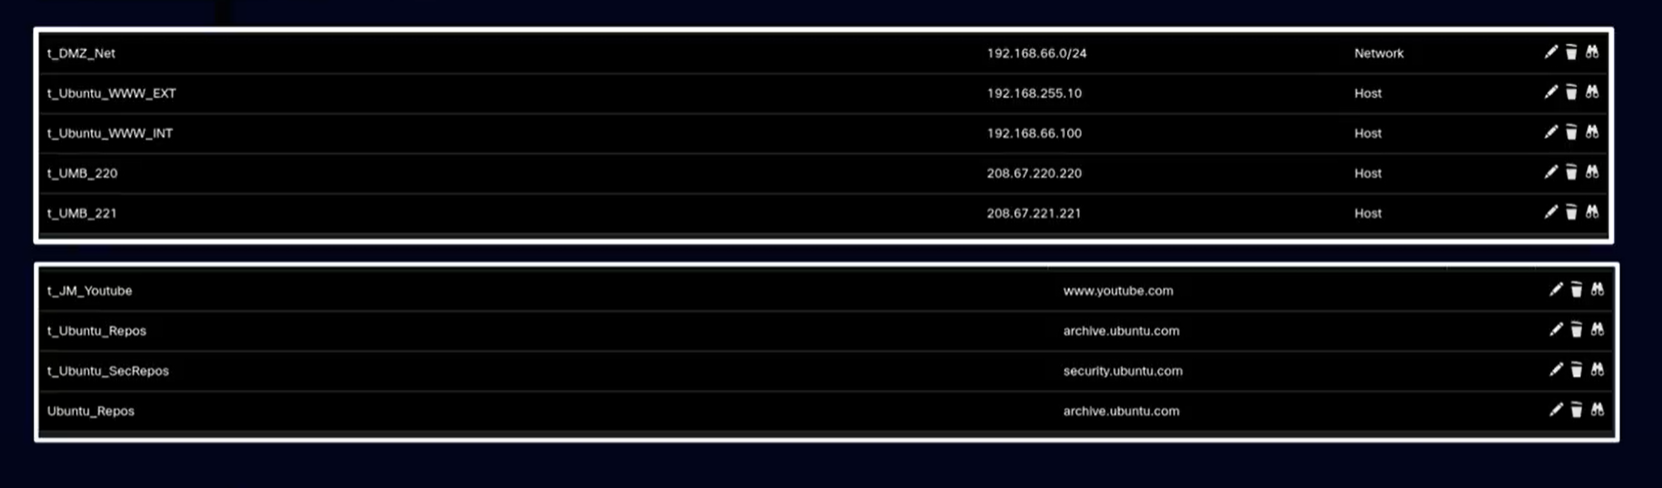 t_DMZ_Net 192.168.66.0/24 Network
t_Ubuntu_WWW_EXT 192.168.255.10 Host
t_Ubuntu_WWW_INT 192.168.66.100 Host
t_UMB_220 208.67.220.220 Host
t_UMB_221 208.67.221.221 Host
t_JM_Youtube www.youtube.com
t_Ubuntu_Repos archive.ubuntu.com
t_Ubuntu_SecRepos security.ubuntu.com
Ubuntu_Repos archive.ubuntu.com